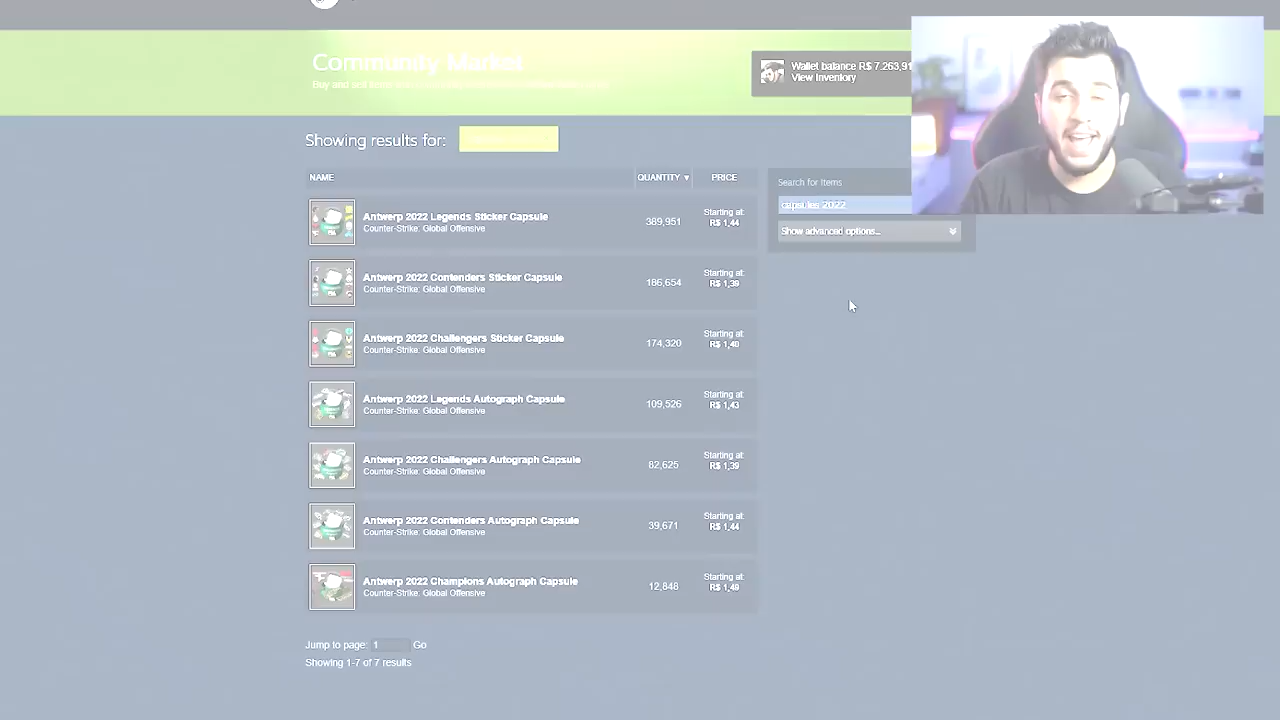 Community Market
Wallet balance R$ 7.263,91
View Inventory
Showing results for:
NAME
QUANTITY ▾
PRICE
Search for Items
capsules 2022
Show advanced options...
Antwerp 2022 Legends Sticker Capsule
Counter-Strike: Global Offensive
389,951
Starting at:
R$ 1,44
Antwerp 2022 Contenders Sticker Capsule
Counter-Strike: Global Offensive
186,654
Starting at:
R$ 1,39
Antwerp 2022 Challengers Sticker Capsule
Counter-Strike: Global Offensive
174,320
Starting at:
R$ 1,40
Antwerp 2022 Legends Autograph Capsule
Counter-Strike: Global Offensive
109,526
Starting at:
R$ 1,43
Antwerp 2022 Challengers Autograph Capsule
Counter-Strike: Global Offensive
82,625
Starting at:
R$ 1,39
Antwerp 2022 Contenders Autograph Capsule
Counter-Strike: Global Offensive
39,671
Starting at:
R$ 1,44
Antwerp 2022 Champions Autograph Capsule
Counter-Strike: Global Offensive
12,848
Starting at:
R$ 1,49
Jump to page: 1 Go
Showing 1-7 of 7 results